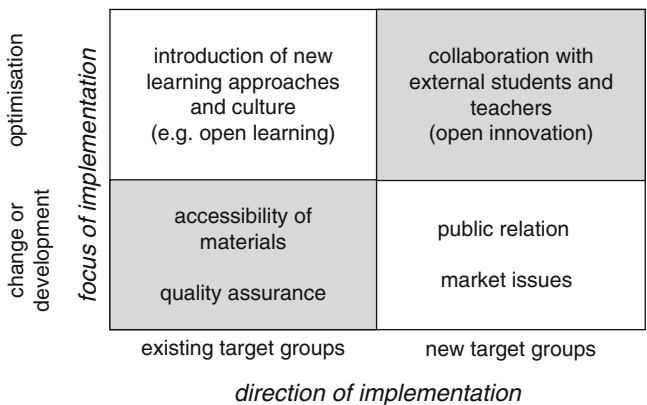 optimisation
change or
development
focus of implementation
introduction of new
learning approaches
and culture
(e.g. open learning)
collaboration with
external students and
teachers
(open innovation)
accessibility of
materials
quality assurance
public relation
market issues
existing target groups
new target groups
direction of implementation